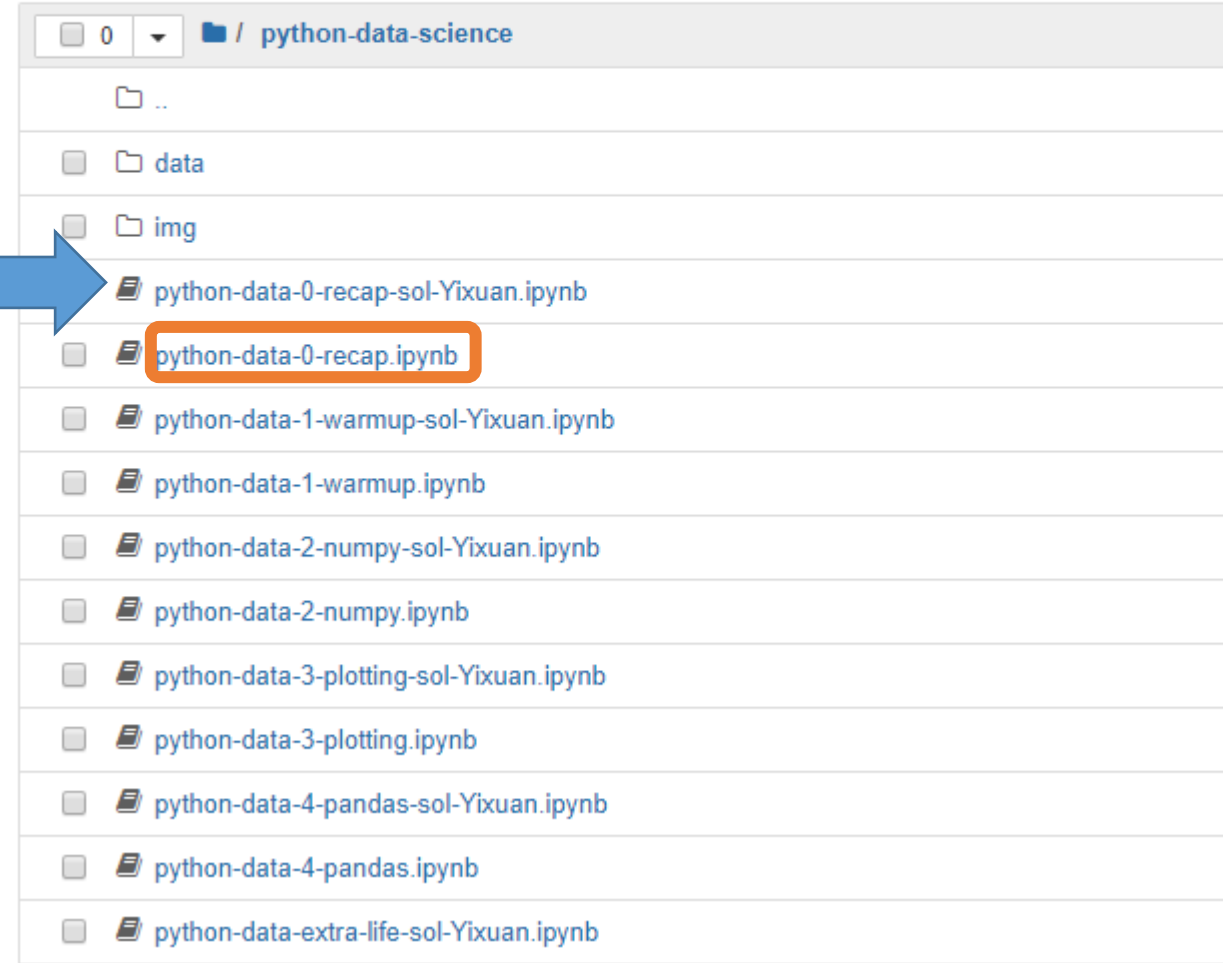 0 / python-data-science
..
data
img
python-data-0-recap-sol-Yixuan.ipynb
python-data-0-recap.ipynb
python-data-1-warmup-sol-Yixuan.ipynb
python-data-1-warmup.ipynb
python-data-2-numpy-sol-Yixuan.ipynb
python-data-2-numpy.ipynb
python-data-3-plotting-sol-Yixuan.ipynb
python-data-3-plotting.ipynb
python-data-4-pandas-sol-Yixuan.ipynb
python-data-4-pandas.ipynb
python-data-extra-life-sol-Yixuan.ipynb